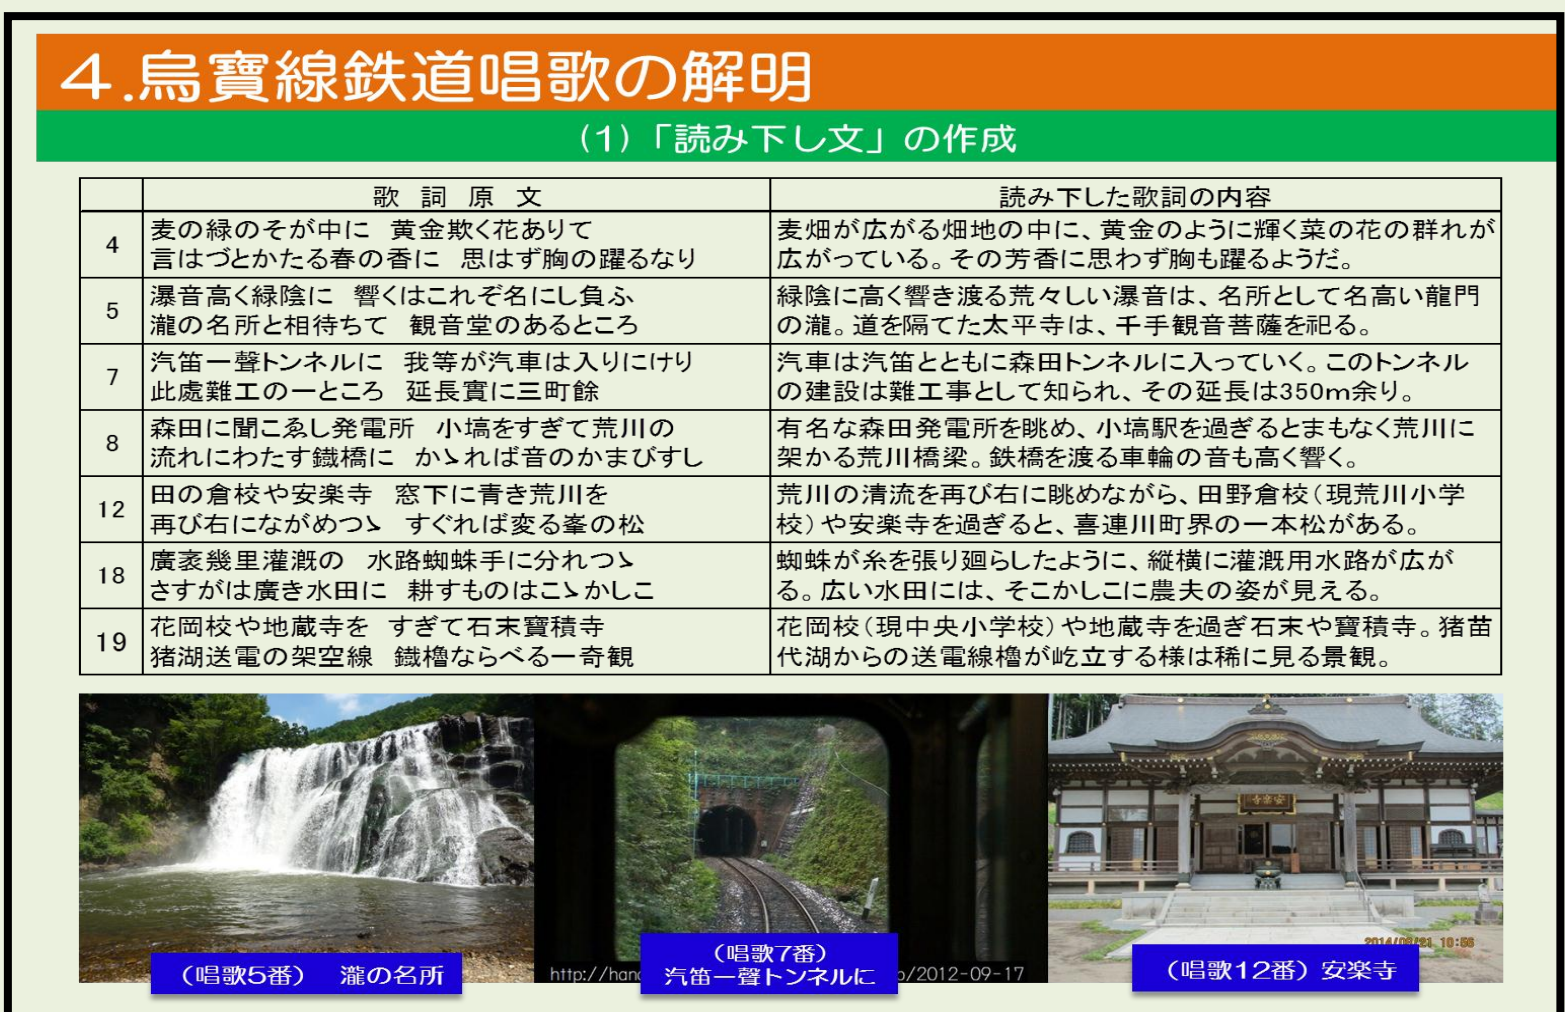 4.烏寶線鉄道唱歌の解明
(1)「読み下し文」の作成
歌 詞 原 文
読み下した歌詞の内容
4
麦の緑のそが中に 黄金欺く花ありて
言はづとかたる春の香に 思はず胸の躍るなり
麦畑が広がる畑地の中に、黄金のように輝く菜の花の群れが
広がっている。その芳香に思わず胸も躍るようだ。
5
瀑音高く緑陰に 響くはこれぞ名にし負ふ
瀧の名所と相待ちて 観音堂のあるところ
緑陰に高く響き渡る荒々しい瀑音は、名所として名高い龍門
の瀧。道を隔てた太平寺は、千手観音菩薩を祀る。
7
汽笛一聲トンネルに 我等が汽車は入りにけり
此處難工の一ところ 延長實に三町餘
汽車は汽笛とともに森田トンネルに入っていく。このトンネル
の建設は難工事として知られ、その延長は350m余り。
8
森田に聞こゑし発電所 小塙をすぎて荒川の
流れにわたす鐡橋に かゝれば音のかまびすし
有名な森田発電所を眺め、小塙駅を過ぎるとまもなく荒川に
架かる荒川橋梁。鉄橋を渡る車輪の音も高く響く。
12
田の倉校や安楽寺 窓下に青き荒川を
再び右にながめつゝ すぐれば変る峯の松
荒川の清流を再び右に眺めながら、田野倉校(現荒川小学
校)や安楽寺を過ぎると、喜連川町界の一本松がある。
18
廣袤幾里灌漑の 水路蜘蛛手に分れつゝ
さすがは廣き水田に 耕すものはこゝかしこ
蜘蛛が糸を張り廻らしたように、縦横に灌漑用水路が広が
る。広い水田には、そこかしこに農夫の姿が見える。
19
花岡校や地蔵寺を すぎて石末寶積寺
猪湖送電の架空線 鐡櫓ならべる一奇観
花岡校(現中央小学校)や地蔵寺を過ぎ石末や寶積寺。猪苗
代湖からの送電線櫓が屹立する様は稀に見る景観。
安楽寺
2014/
21 10:56
(唱歌5番) 瀧の名所
http://han
(唱歌7番)
汽笛一聲トンネルに
/2012-09-17
(唱歌12番)安楽寺